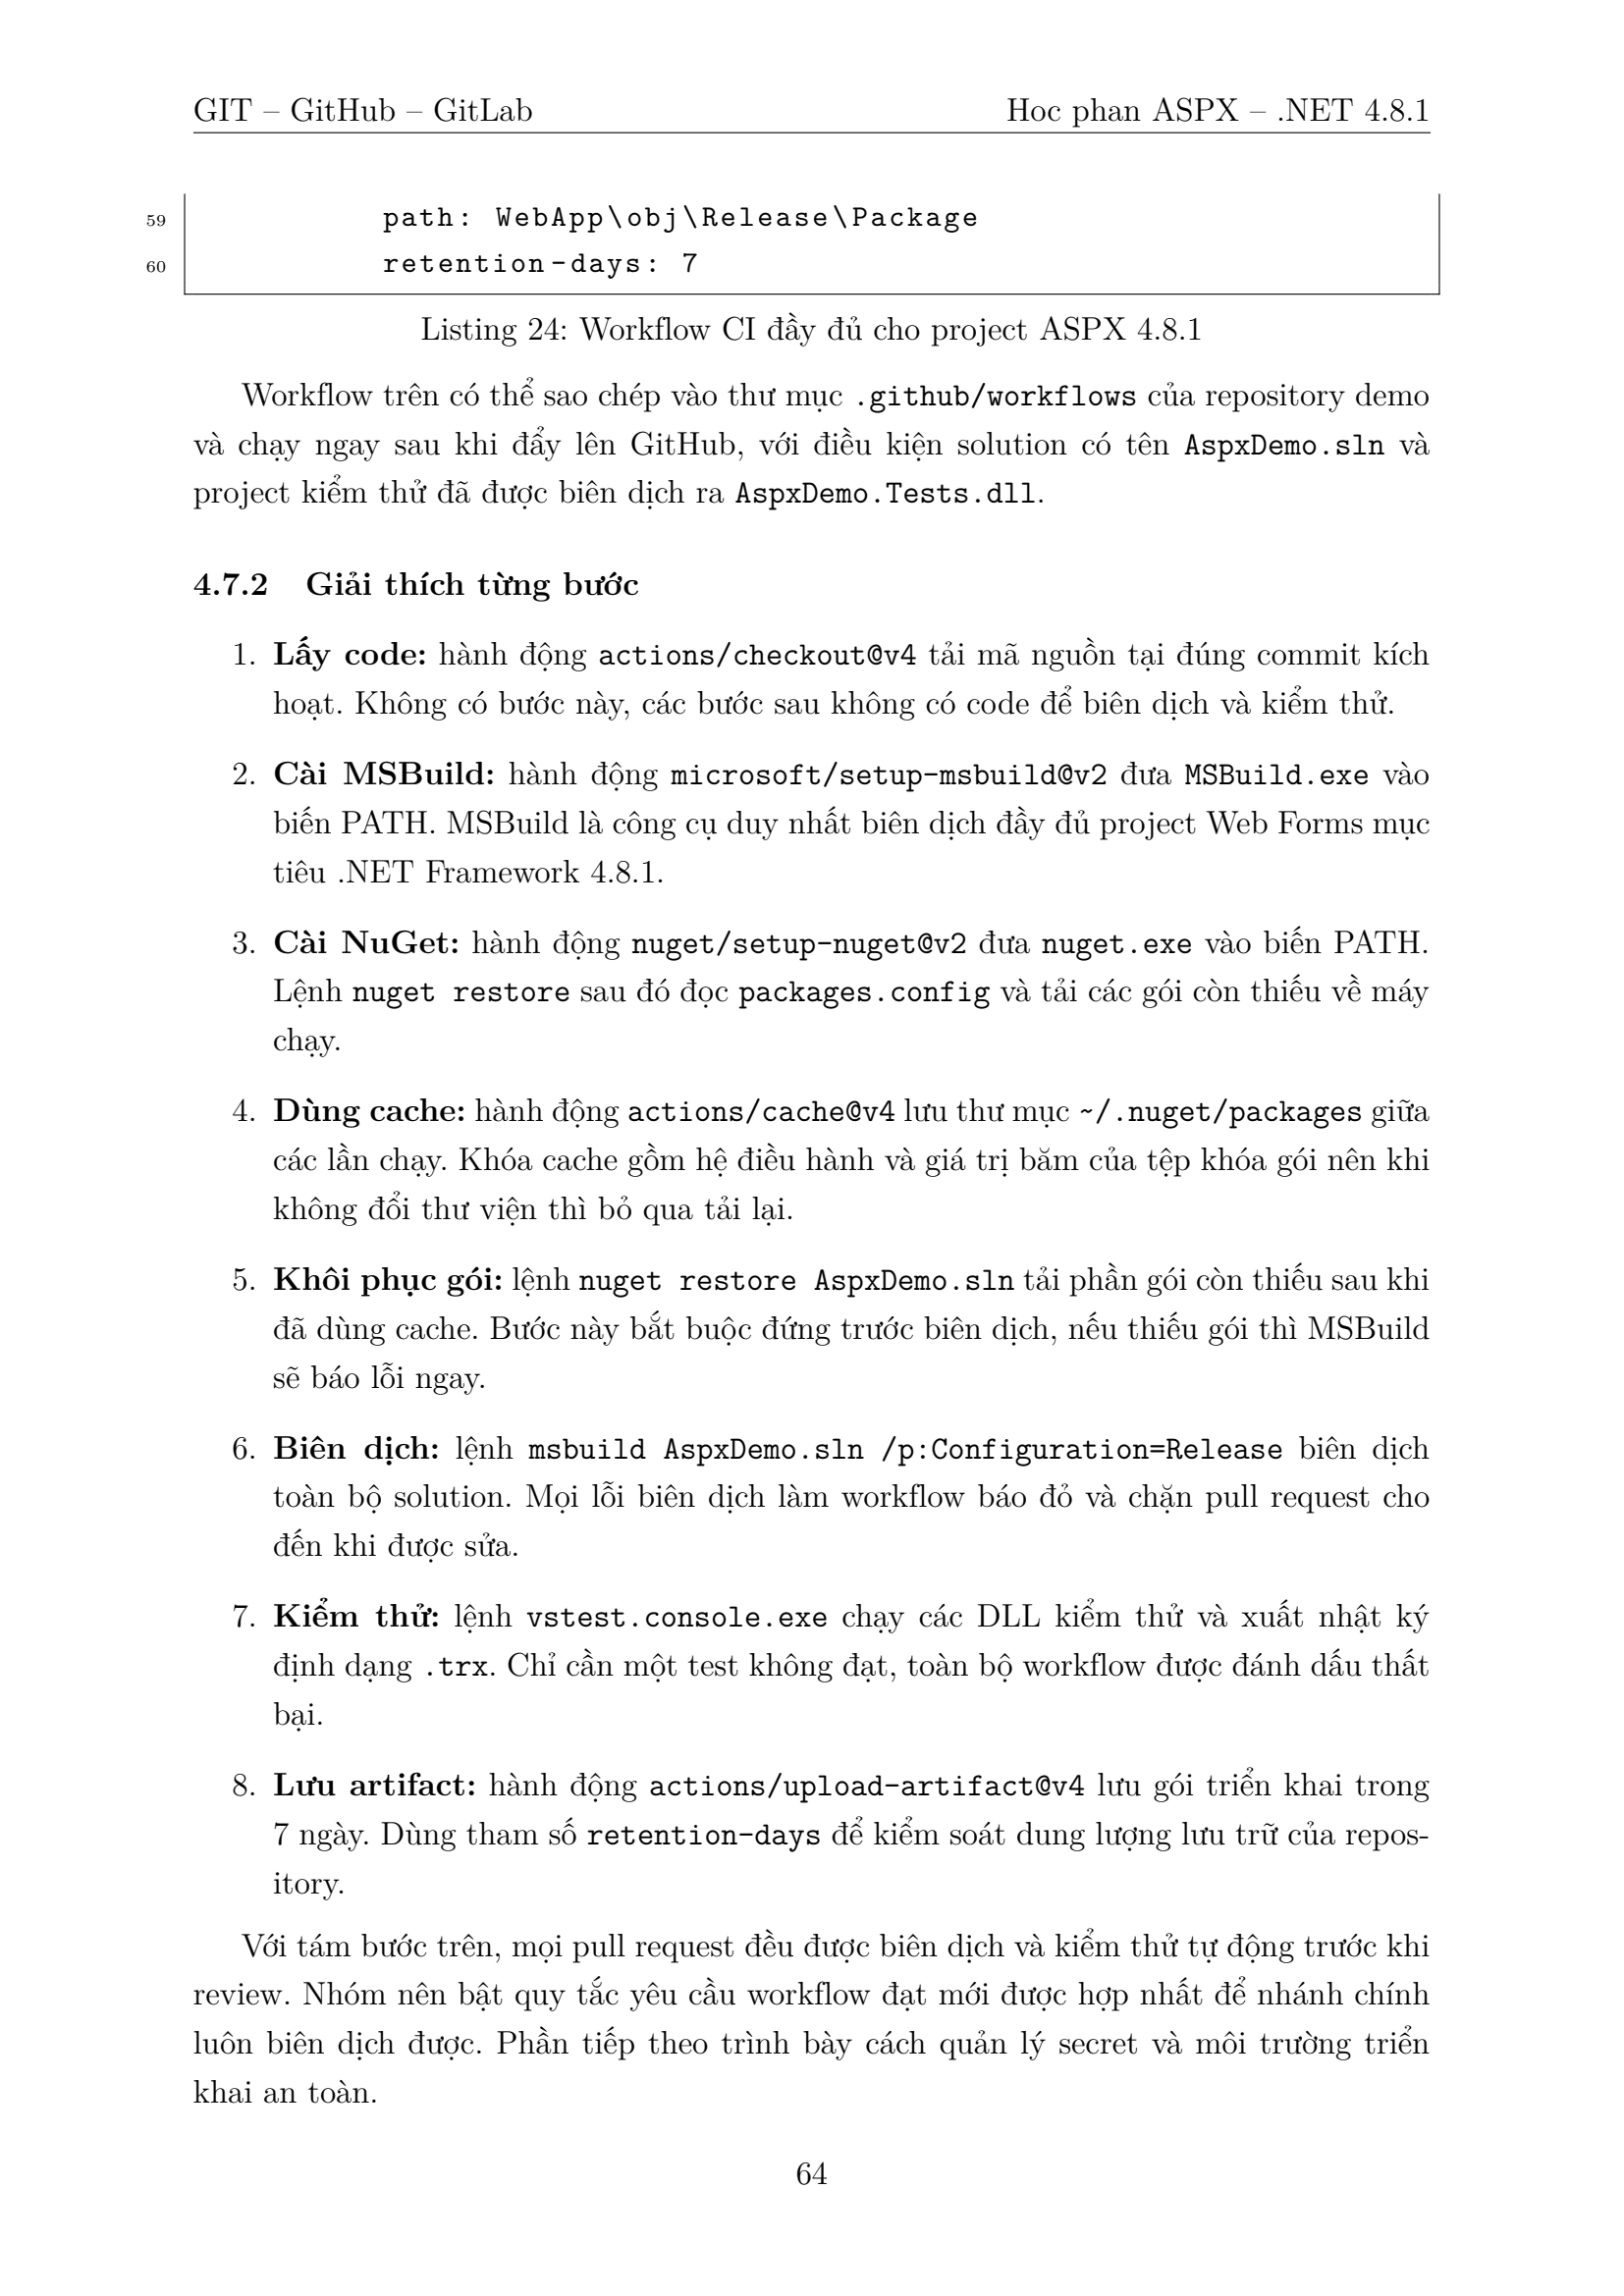 GIT – GitHub – GitLab
Hoc phan ASPX – .NET 4.8.1
59 path: WebApp\obj\Release\Package
60 retention-days: 7
Listing 24: Workflow CI đầy đủ cho project ASPX 4.8.1
Workflow trên có thể sao chép vào thư mục .github/workflows của repository demo
và chạy ngay sau khi đẩy lên GitHub, với điều kiện solution có tên AspxDemo.sln và
project kiểm thử đã được biên dịch ra AspxDemo.Tests.dll.
4.7.2 Giải thích từng bước
1. Lấy code: hành động actions/checkout@v4 tải mã nguồn tại đúng commit kích
hoạt. Không có bước này, các bước sau không có code để biên dịch và kiểm thử.
2. Cài MSBuild: hành động microsoft/setup-msbuild@v2 đưa MSBuild.exe vào
biến PATH. MSBuild là công cụ duy nhất biên dịch đầy đủ project Web Forms mục
tiêu .NET Framework 4.8.1.
3. Cài NuGet: hành động nuget/setup-nuget@v2 đưa nuget.exe vào biến PATH.
Lệnh nuget restore sau đó đọc packages.config và tải các gói còn thiếu về máy
chạy.
4. Dùng cache: hành động actions/cache@v4 lưu thư mục ~/.nuget/packages giữa
các lần chạy. Khóa cache gồm hệ điều hành và giá trị băm của tệp khóa gói nên khi
không đổi thư viện thì bỏ qua tải lại.
5. Khôi phục gói: lệnh nuget restore AspxDemo.sln tải phần gói còn thiếu sau khi
đã dùng cache. Bước này bắt buộc đứng trước biên dịch, nếu thiếu gói thì MSBuild
sẽ báo lỗi ngay.
6. Biên dịch: lệnh msbuild AspxDemo.sln /p:Configuration=Release biên dịch
toàn bộ solution. Mọi lỗi biên dịch làm workflow báo đỏ và chặn pull request cho
đến khi được sửa.
7. Kiểm thử: lệnh vstest.console.exe chạy các DLL kiểm thử và xuất nhật ký
định dạng .trx. Chỉ cần một test không đạt, toàn bộ workflow được đánh dấu thất
bại.
8. Lưu artifact: hành động actions/upload-artifact@v4 lưu gói triển khai trong
7 ngày. Dùng tham số retention-days để kiểm soát dung lượng lưu trữ của repos-
itory.
Với tám bước trên, mọi pull request đều được biên dịch và kiểm thử tự động trước khi
review. Nhóm nên bật quy tắc yêu cầu workflow đạt mới được hợp nhất để nhánh chính
luôn biên dịch được. Phần tiếp theo trình bày cách quản lý secret và môi trường triển
khai an toàn.
64